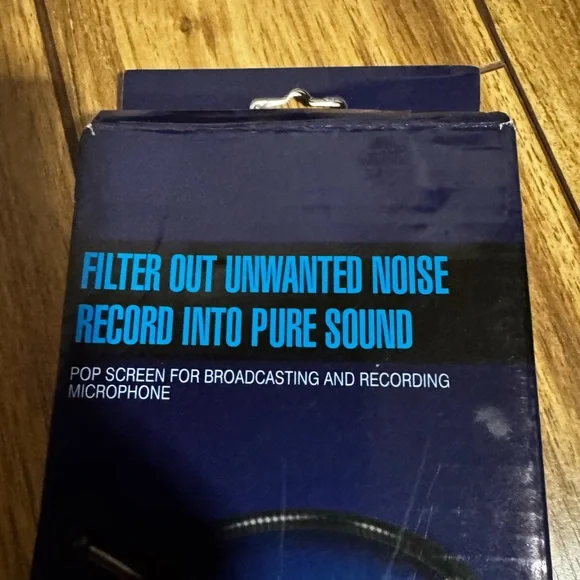 FILTER OUT UNWANTED NOISE
RECORD INTO PURE SOUND
POP SCREEN FOR BROADCASTING AND RECORDING
MICROPHONE